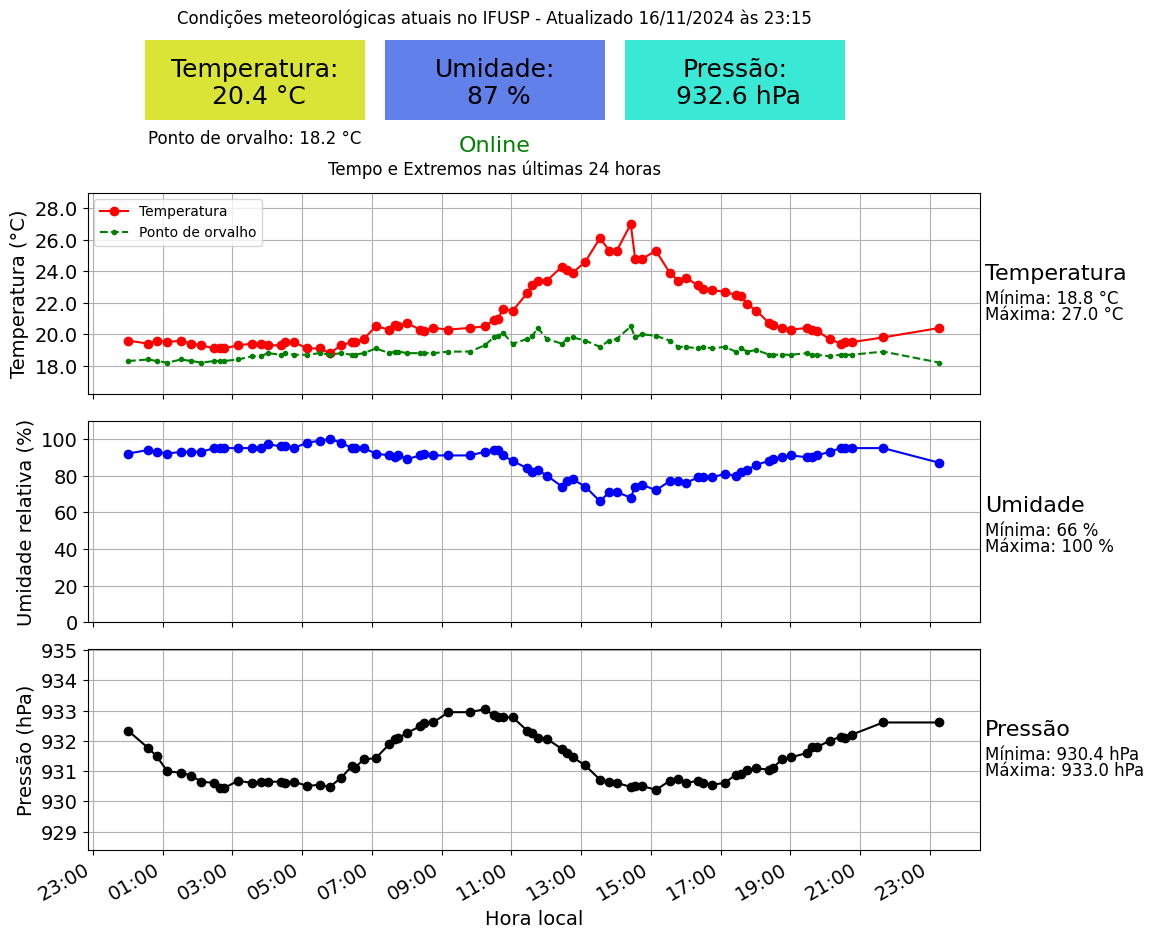 Condições meteorológicas atuais no IFUSP - Atualizado 16/11/2024 às 23:15
Temperatura:
20.4 °C
Umidade:
87 %
Pressão:
932.6 hPa
Ponto de orvalho: 18.2 °C
Online
Tempo e Extremos nas últimas 24 horas
Temperatura (°C)
28.0
26.0
24.0
22.0
20.0
18.0
Temperatura
Ponto de orvalho
Temperatura
Mínima: 18.8 °C
Máxima: 27.0 °C
Umidade relativa (%)
100
80
60
40
20
0
Umidade
Mínima: 66 %
Máxima: 100 %
Pressão (hPa)
935
934
933
932
931
930
929
Pressão
Mínima: 930.4 hPa
Máxima: 933.0 hPa
23:00 01:00 03:00 05:00 07:00 09:00 11:00 13:00 15:00 17:00 19:00 21:00 23:00
Hora local